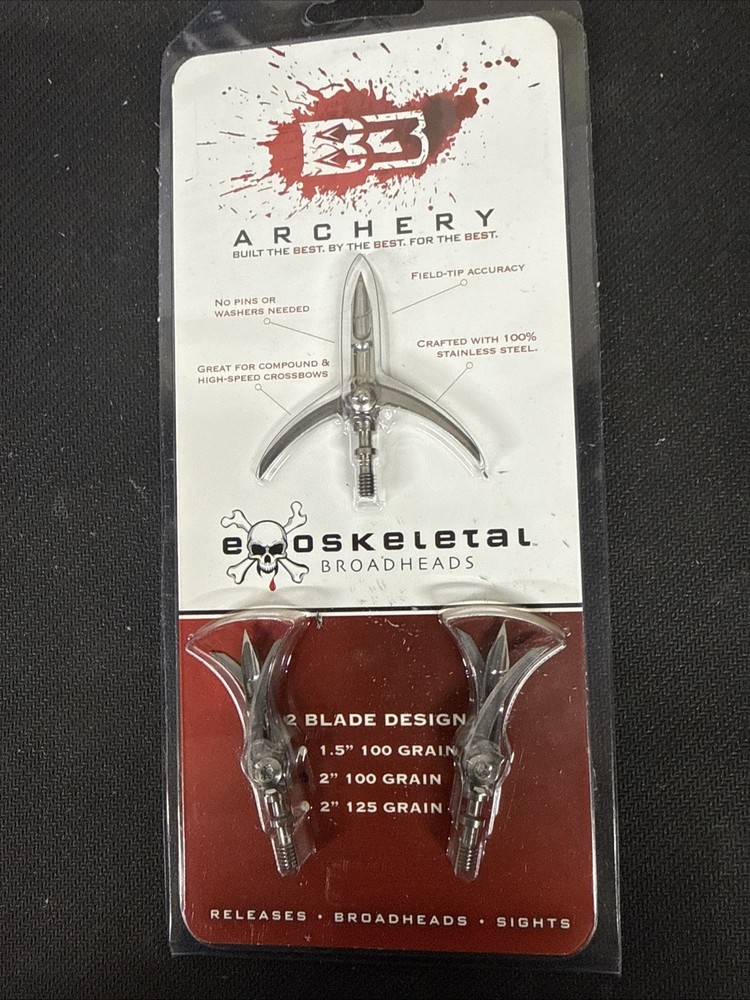 B3
ARCHERY
BUILT THE BEST. BY THE BEST. FOR THE BEST.
FIELD-TIP ACCURACY
NO PINS OR
WASHERS NEEDED
CRAFTED WITH 100%
STAINLESS STEEL.
GREAT FOR COMPOUND &
HIGH-SPEED CROSSBOWS
exoskeletal™
BROADHEADS
2 BLADE DESIGN
1.5” 100 GRAIN
2” 100 GRAIN
2” 125 GRAIN
RELEASES • BROADHEADS • SIGHTS